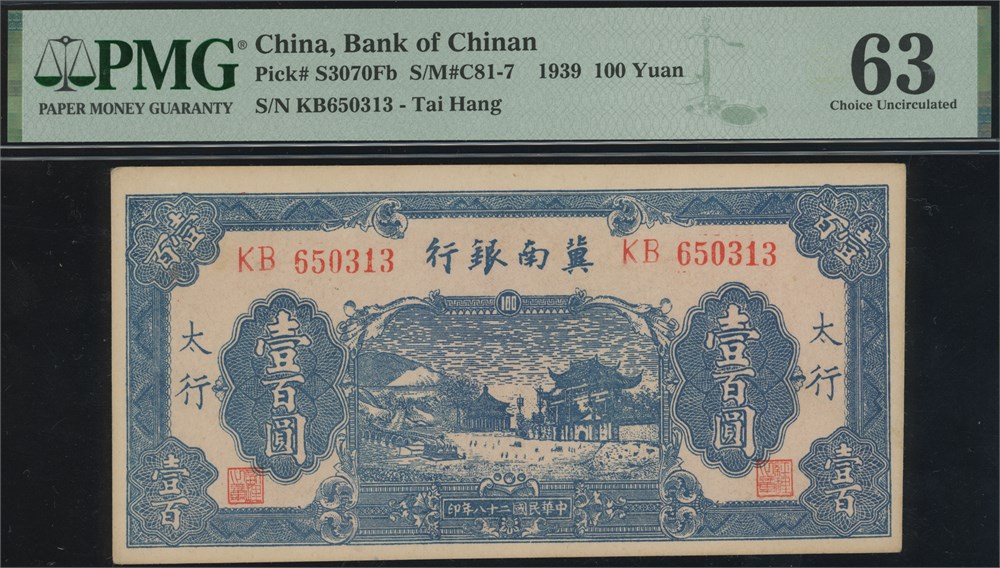 PMG®
PAPER MONEY GUARANTY
China, Bank of Chinan
Pick# S3070Fb S/M#C81-7 1939 100 Yuan
S/N KB650313 - Tai Hang
63
Choice Uncirculated
壹百
壹百
KB 650313
行銀南冀
KB 650313
100
太行
壹百圓
壹百圓
太行
壹百
壹百
印年八十二國民華中